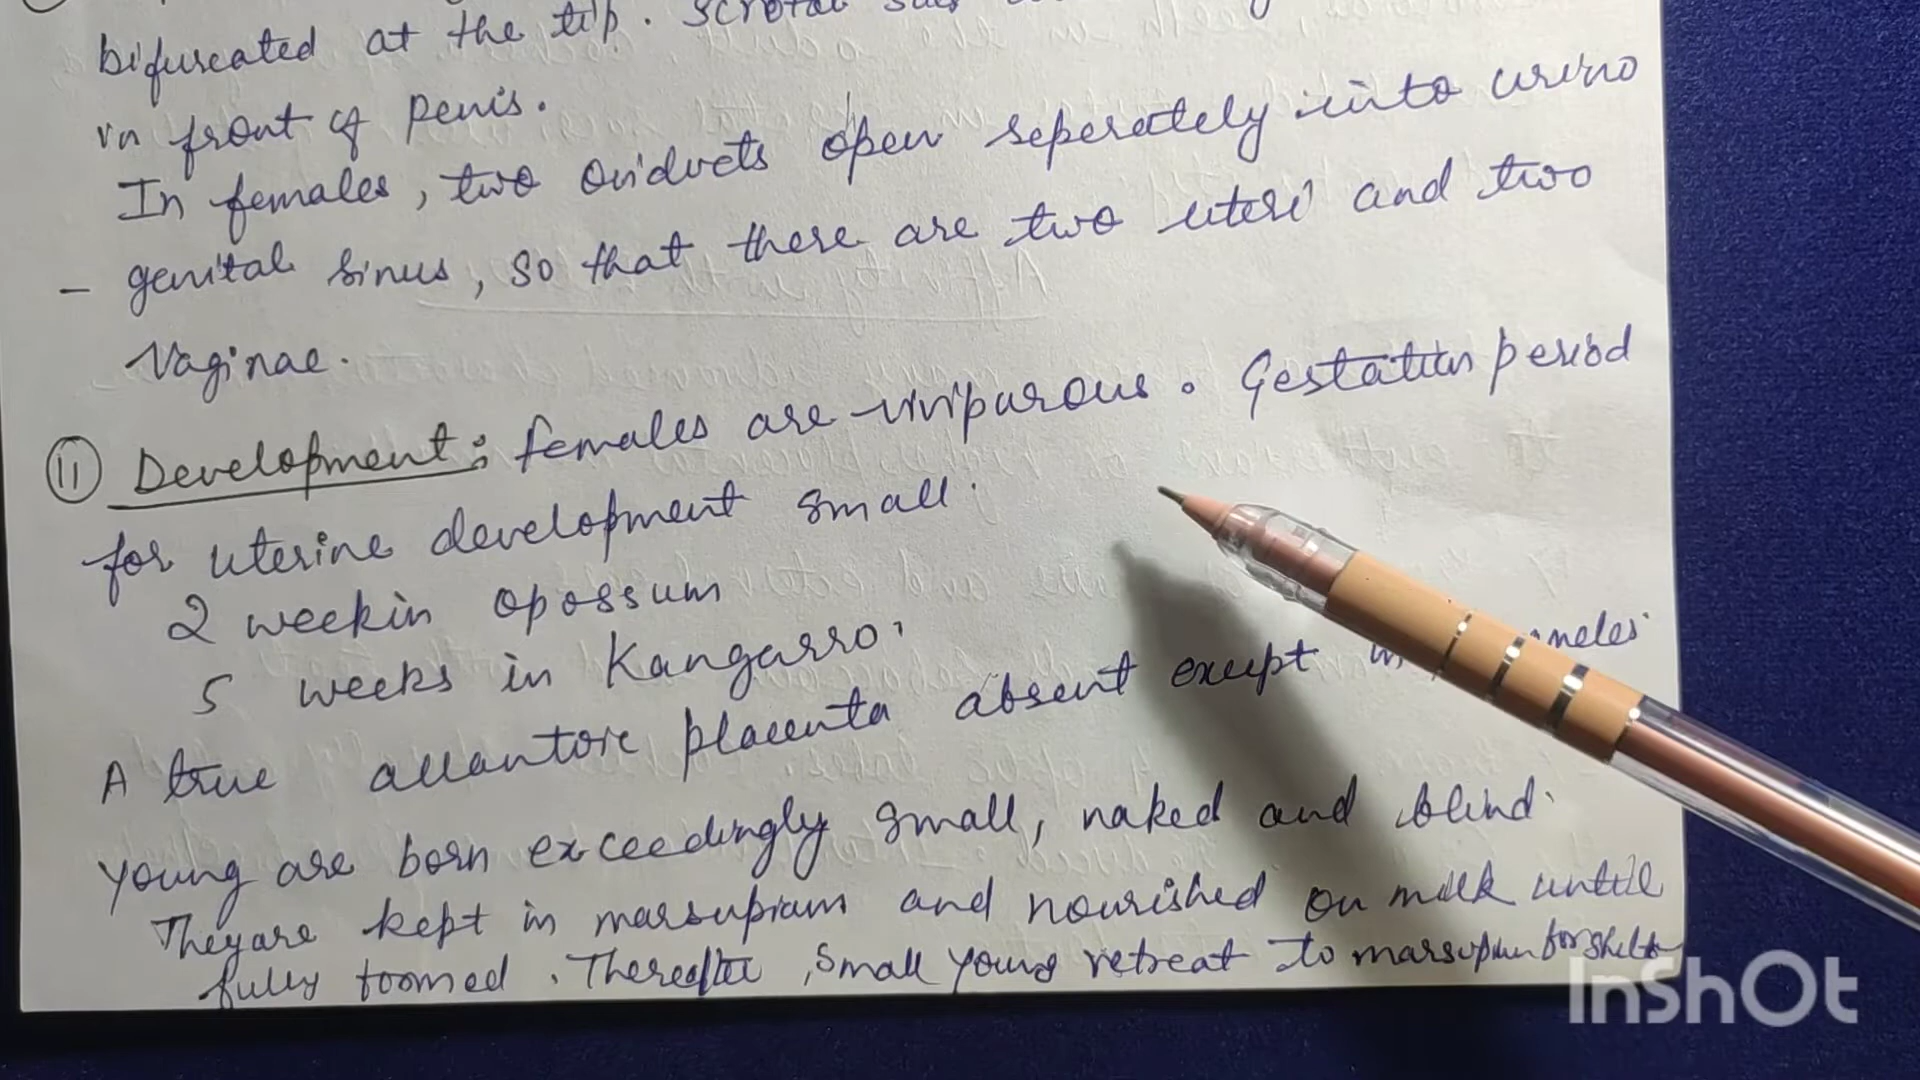 bifurcated at the tip. Scrotal
in front of penis.
In females, two oviducts open seperately into urino
- genital sinus, so that there are two uteri and two
Vaginae.
11 Development: females are viviparous. Gestation period
for uterine development small.
2 weekin opossum
5 weeks in Kangarro.
A true allantoic placenta absent except in
young are born exceedingly small, naked and blind.
They are kept in marsupium and nourished on milk until
fully foomed. Thereafter, small young retreat to marsupium for shelter
InShOt